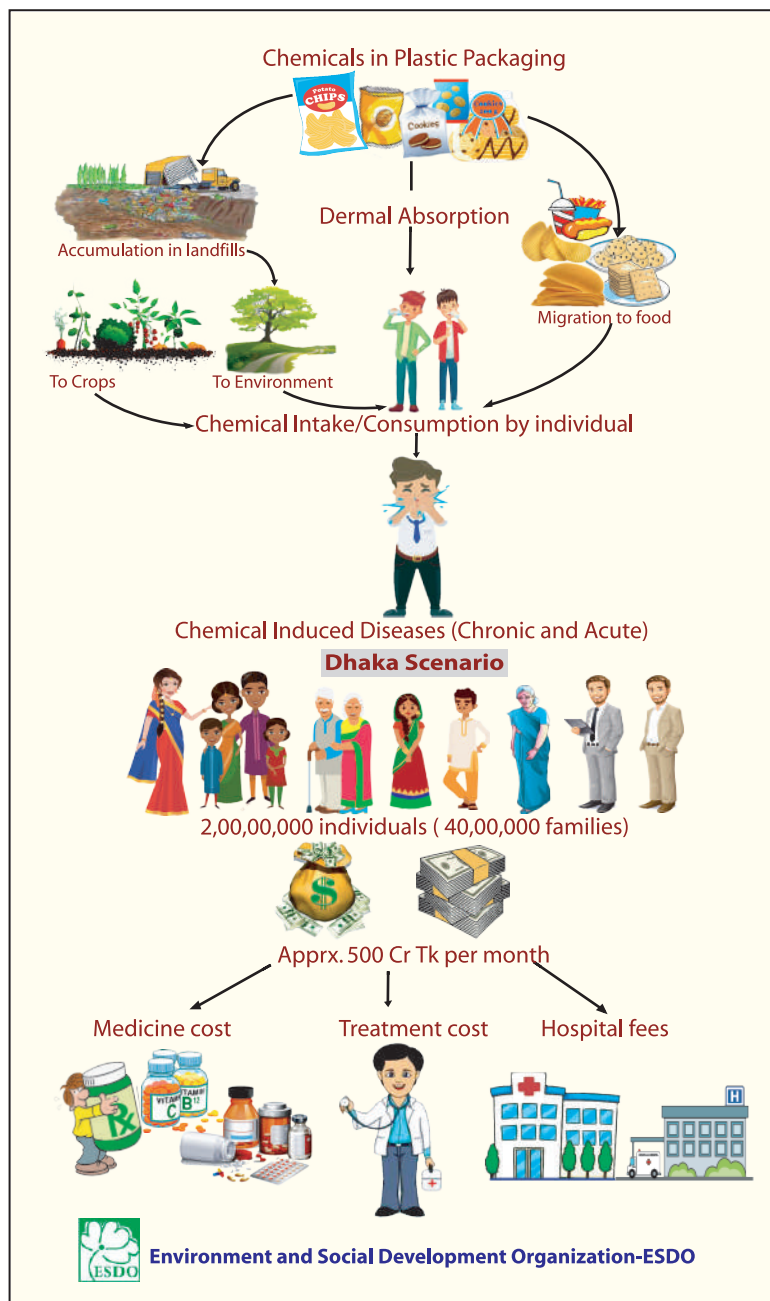 Chemicals in Plastic Packaging
Potato
CHIPS
Cookies
Cookies
Dermal Absorption
Accumulation in landfills
Migration to food
To Crops
To Environment
Chemical Intake/Consumption by individual
Chemical Induced Diseases (Chronic and Acute)
Dhaka Scenario
2,00,00,000 individuals ( 40,00,000 families)
$
Apprx. 500 Cr Tk per month
Medicine cost
Treatment cost
Hospital fees
Rx
VITAMIN
C
VITAMIN
B12
H
ESDO
Environment and Social Development Organization-ESDO